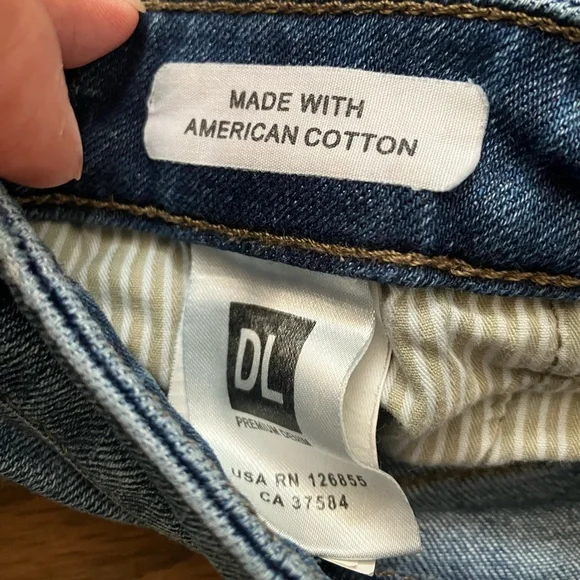 MADE WITH
AMERICAN COTTON
DL
PREMIUM DENIM
USA RN 126855
CA 37584